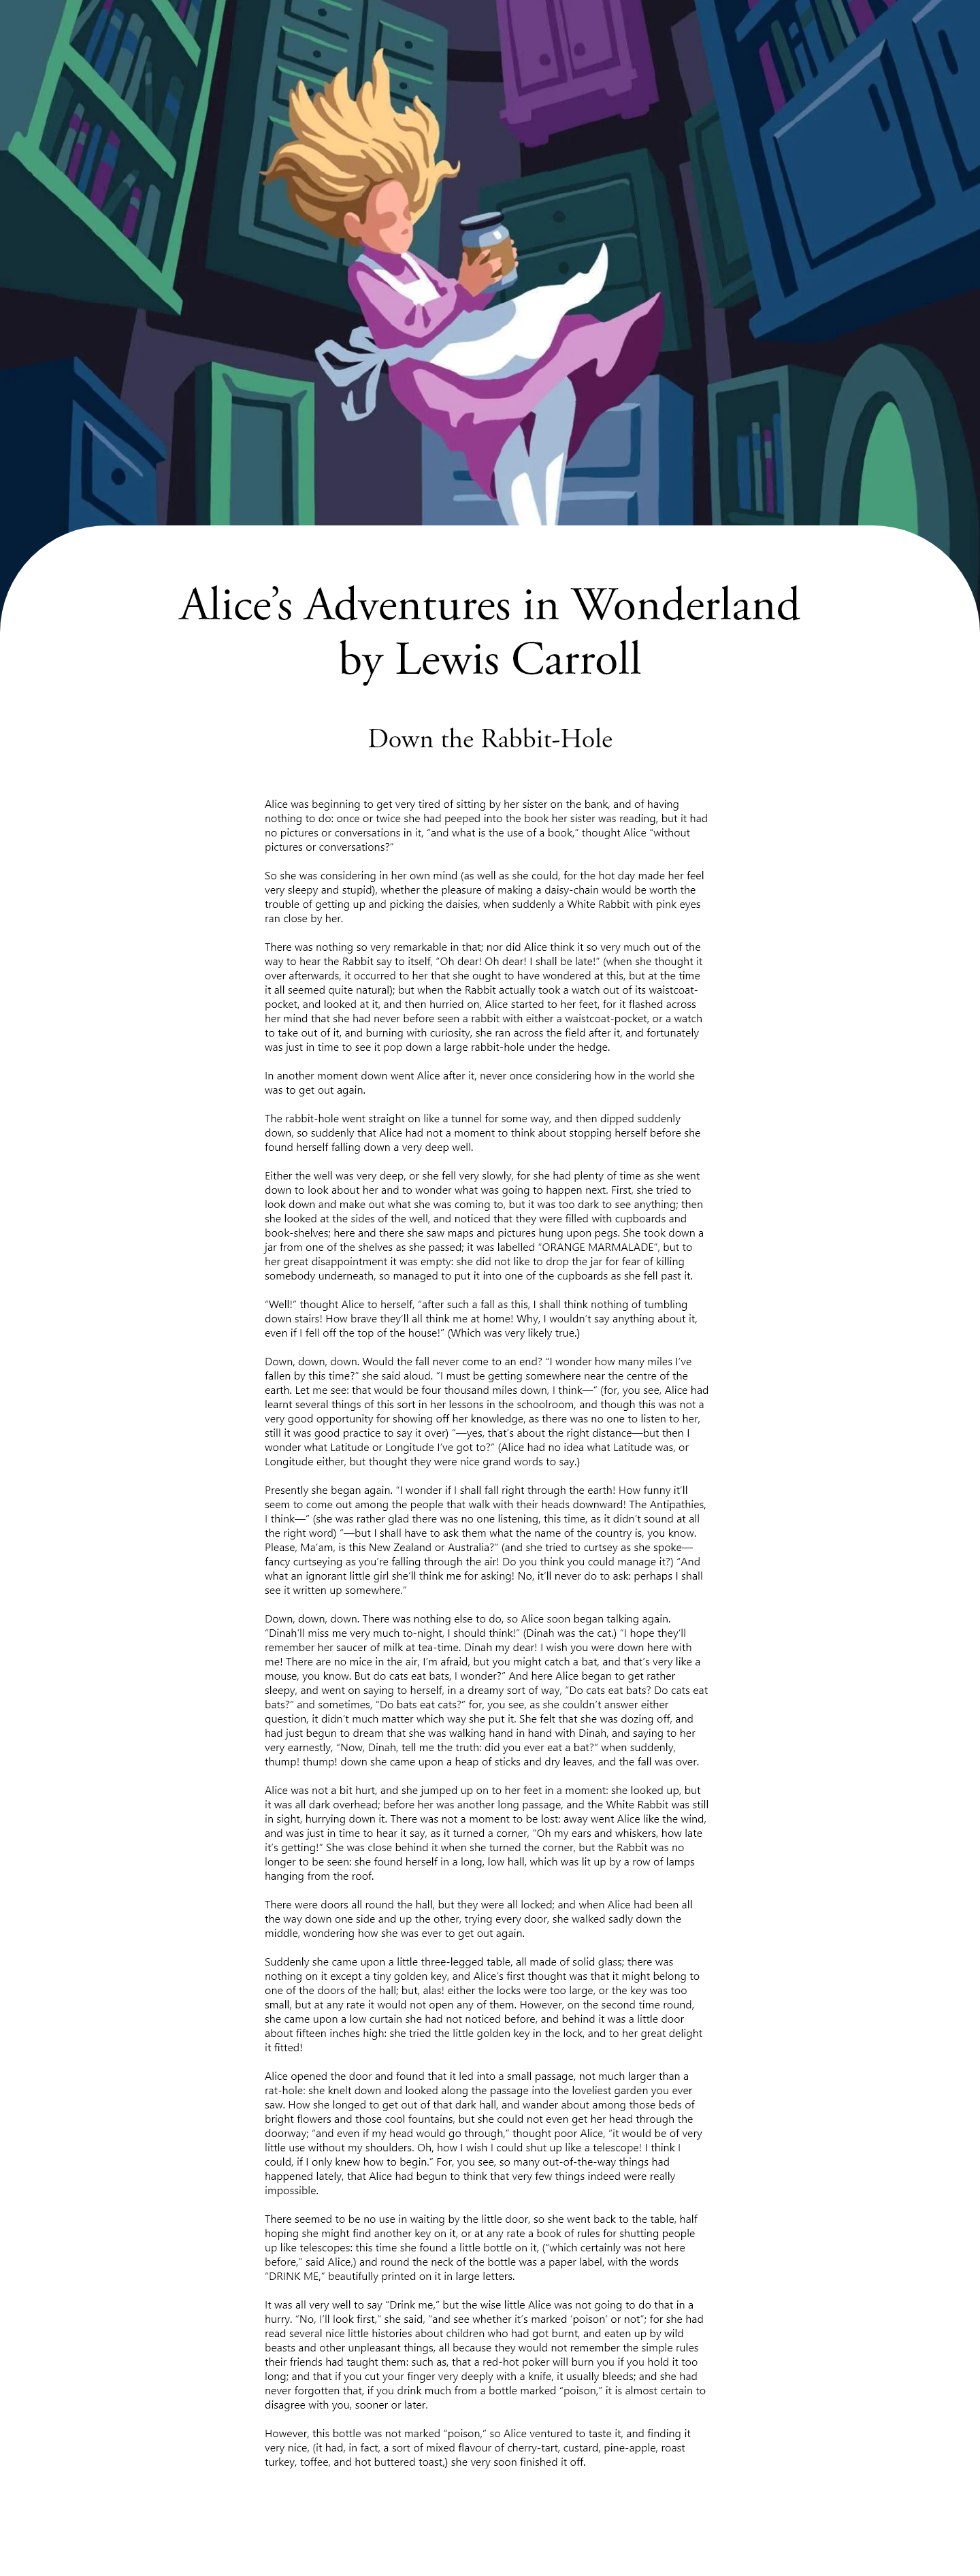 Alice’s Adventures in Wonderland
by Lewis Carroll
Down the Rabbit-Hole
Alice was beginning to get very tired of sitting by her sister on the bank, and of having
nothing to do: once or twice she had peeped into the book her sister was reading, but it had
no pictures or conversations in it, “and what is the use of a book,” thought Alice “without
pictures or conversations?”
So she was considering in her own mind (as well as she could, for the hot day made her feel
very sleepy and stupid), whether the pleasure of making a daisy-chain would be worth the
trouble of getting up and picking the daisies, when suddenly a White Rabbit with pink eyes
ran close by her.
There was nothing so very remarkable in that; nor did Alice think it so very much out of the
way to hear the Rabbit say to itself, “Oh dear! Oh dear! I shall be late!” (when she thought it
over afterwards, it occurred to her that she ought to have wondered at this, but at the time
it all seemed quite natural); but when the Rabbit actually took a watch out of its waistcoat-
pocket, and looked at it, and then hurried on, Alice started to her feet, for it flashed across
her mind that she had never before seen a rabbit with either a waistcoat-pocket, or a watch
to take out of it, and burning with curiosity, she ran across the field after it, and fortunately
was just in time to see it pop down a large rabbit-hole under the hedge.
In another moment down went Alice after it, never once considering how in the world she
was to get out again.
The rabbit-hole went straight on like a tunnel for some way, and then dipped suddenly
down, so suddenly that Alice had not a moment to think about stopping herself before she
found herself falling down a very deep well.
Either the well was very deep, or she fell very slowly, for she had plenty of time as she went
down to look about her and to wonder what was going to happen next. First, she tried to
look down and make out what she was coming to, but it was too dark to see anything; then
she looked at the sides of the well, and noticed that they were filled with cupboards and
book-shelves; here and there she saw maps and pictures hung upon pegs. She took down a
jar from one of the shelves as she passed; it was labelled “ORANGE MARMALADE”, but to
her great disappointment it was empty: she did not like to drop the jar for fear of killing
somebody underneath, so managed to put it into one of the cupboards as she fell past it.
“Well!” thought Alice to herself, “after such a fall as this, I shall think nothing of tumbling
down stairs! How brave they’ll all think me at home! Why, I wouldn’t say anything about it,
even if I fell off the top of the house!” (Which was very likely true.)
Down, down, down. Would the fall never come to an end? “I wonder how many miles I’ve
fallen by this time?” she said aloud. “I must be getting somewhere near the centre of the
earth. Let me see: that would be four thousand miles down, I think—” (for, you see, Alice had
learnt several things of this sort in her lessons in the schoolroom, and though this was not a
very good opportunity for showing off her knowledge, as there was no one to listen to her,
still it was good practice to say it over) “—yes, that’s about the right distance—but then I
wonder what Latitude or Longitude I’ve got to?” (Alice had no idea what Latitude was, or
Longitude either, but thought they were nice grand words to say.)
Presently she began again. “I wonder if I shall fall right through the earth! How funny it’ll
seem to come out among the people that walk with their heads downward! The Antipathies,
I think—” (she was rather glad there was no one listening, this time, as it didn’t sound at all
the right word) “—but I shall have to ask them what the name of the country is, you know.
Please, Ma’am, is this New Zealand or Australia?” (and she tried to curtsey as she spoke—
fancy curtseying as you’re falling through the air! Do you think you could manage it?) “And
what an ignorant little girl she’ll think me for asking! No, it’ll never do to ask: perhaps I shall
see it written up somewhere.”
Down, down, down. There was nothing else to do, so Alice soon began talking again.
“Dinah’ll miss me very much to-night, I should think!” (Dinah was the cat.) “I hope they’ll
remember her saucer of milk at tea-time. Dinah my dear! I wish you were down here with
me! There are no mice in the air, I’m afraid, but you might catch a bat, and that’s very like a
mouse, you know. But do cats eat bats, I wonder?” And here Alice began to get rather
sleepy, and went on saying to herself, in a dreamy sort of way, “Do cats eat bats? Do cats eat
bats?” and sometimes, “Do bats eat cats?” for, you see, as she couldn’t answer either
question, it didn’t much matter which way she put it. She felt that she was dozing off, and
had just begun to dream that she was walking hand in hand with Dinah, and saying to her
very earnestly, “Now, Dinah, tell me the truth: did you ever eat a bat?” when suddenly,
thump! thump! down she came upon a heap of sticks and dry leaves, and the fall was over.
Alice was not a bit hurt, and she jumped up on to her feet in a moment: she looked up, but
it was all dark overhead; before her was another long passage, and the White Rabbit was still
in sight, hurrying down it. There was not a moment to be lost: away went Alice like the wind,
and was just in time to hear it say, as it turned a corner, “Oh my ears and whiskers, how late
it’s getting!” She was close behind it when she turned the corner, but the Rabbit was no
longer to be seen: she found herself in a long, low hall, which was lit up by a row of lamps
hanging from the roof.
There were doors all round the hall, but they were all locked; and when Alice had been all
the way down one side and up the other, trying every door, she walked sadly down the
middle, wondering how she was ever to get out again.
Suddenly she came upon a little three-legged table, all made of solid glass; there was
nothing on it except a tiny golden key, and Alice’s first thought was that it might belong to
one of the doors of the hall; but, alas! either the locks were too large, or the key was too
small, but at any rate it would not open any of them. However, on the second time round,
she came upon a low curtain she had not noticed before, and behind it was a little door
about fifteen inches high: she tried the little golden key in the lock, and to her great delight
it fitted!
Alice opened the door and found that it led into a small passage, not much larger than a
rat-hole: she knelt down and looked along the passage into the loveliest garden you ever
saw. How she longed to get out of that dark hall, and wander about among those beds of
bright flowers and those cool fountains, but she could not even get her head through the
doorway; “and even if my head would go through,” thought poor Alice, “it would be of very
little use without my shoulders. Oh, how I wish I could shut up like a telescope! I think I
could, if I only knew how to begin.” For, you see, so many out-of-the-way things had
happened lately, that Alice had begun to think that very few things indeed were really
impossible.
There seemed to be no use in waiting by the little door, so she went back to the table, half
hoping she might find another key on it, or at any rate a book of rules for shutting people
up like telescopes: this time she found a little bottle on it, (“which certainly was not here
before,” said Alice,) and round the neck of the bottle was a paper label, with the words
“DRINK ME,” beautifully printed on it in large letters.
It was all very well to say “Drink me,” but the wise little Alice was not going to do that in a
hurry. “No, I’ll look first,” she said, “and see whether it’s marked ‘poison’ or not”; for she had
read several nice little histories about children who had got burnt, and eaten up by wild
beasts and other unpleasant things, all because they would not remember the simple rules
their friends had taught them: such as, that a red-hot poker will burn you if you hold it too
long; and that if you cut your finger very deeply with a knife, it usually bleeds; and she had
never forgotten that, if you drink much from a bottle marked “poison,” it is almost certain to
disagree with you, sooner or later.
However, this bottle was not marked “poison,” so Alice ventured to taste it, and finding it
very nice, (it had, in fact, a sort of mixed flavour of cherry-tart, custard, pine-apple, roast
turkey, toffee, and hot buttered toast,) she very soon finished it off.